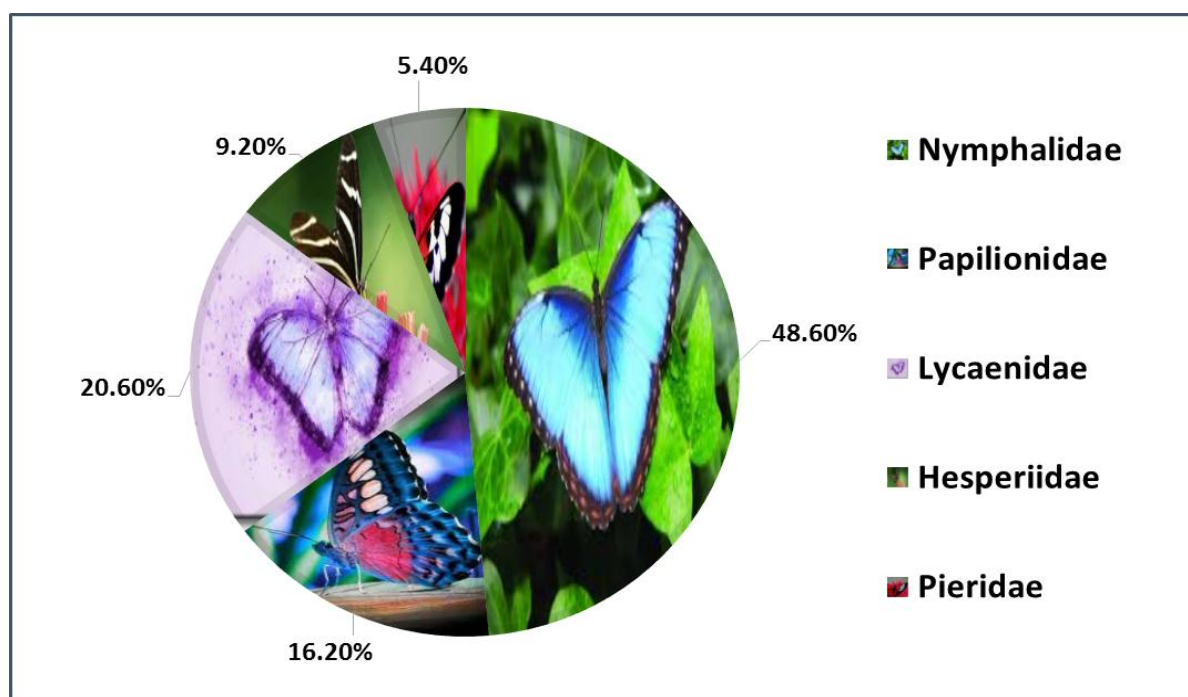 5.40%
9.20%
48.60%
20.60%
16.20%
Nymphalidae
Papilionidae
Lycaenidae
Hesperiidae
Pieridae